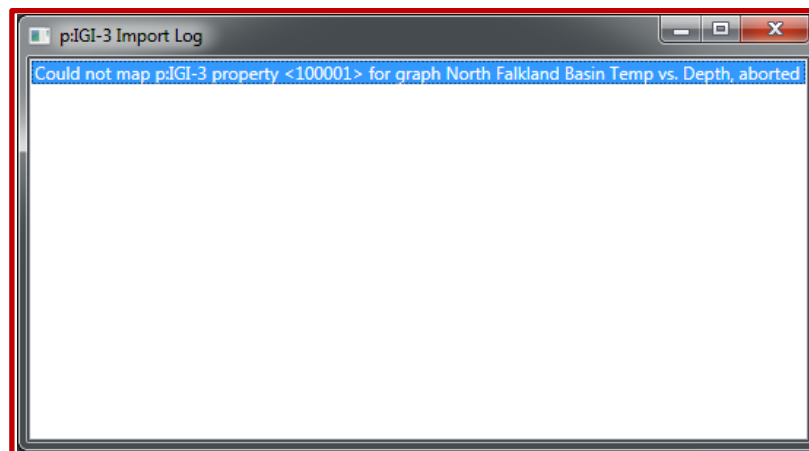 p:IGI-3 Import Log
Could not map p:IGI-3 property <100001> for graph North Falkland Basin Temp vs. Depth, aborted